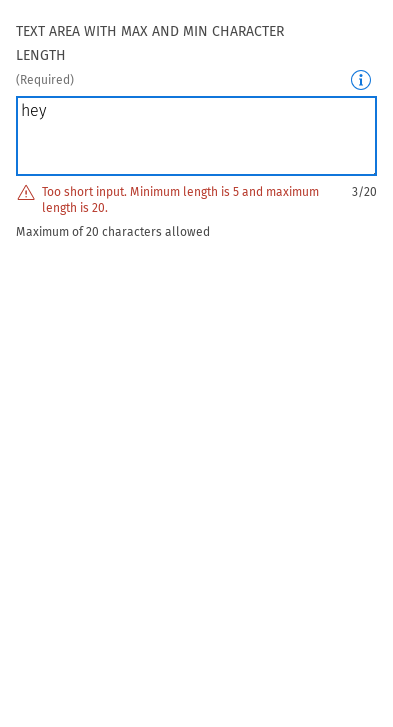 TEXT AREA WITH MAX AND MIN CHARACTER
LENGTH
(Required)
hey
Too short input. Minimum length is 5 and maximum
length is 20.
3/20
Maximum of 20 characters allowed